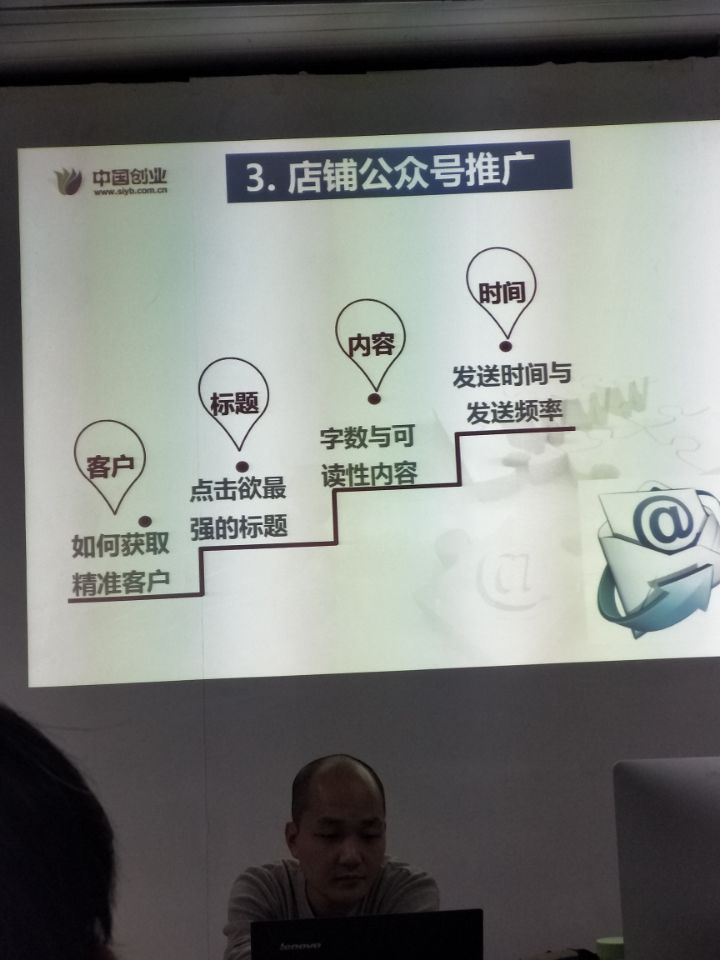 中国创业
www.siyb.com.cn
3. 店铺公众号推广
客户
如何获取
精准客户
标题
点击欲最
强的标题
内容
字数与可
读性内容
时间
发送时间与
发送频率
WWW
@
@
lenovo